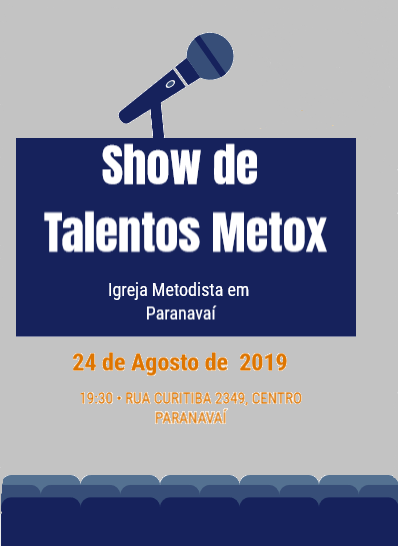 Show de
Talentos Metox
Igreja Metodista em
Paranavaí
24 de Agosto de 2019
19:30 • RUA CURITIBA 2349, CENTRO
PARANAVAÍ